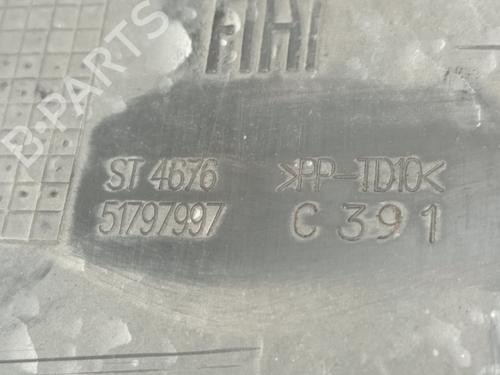 FIAT
ST 4676 >PP-TD10<
51797997 C 391
B-PARTS